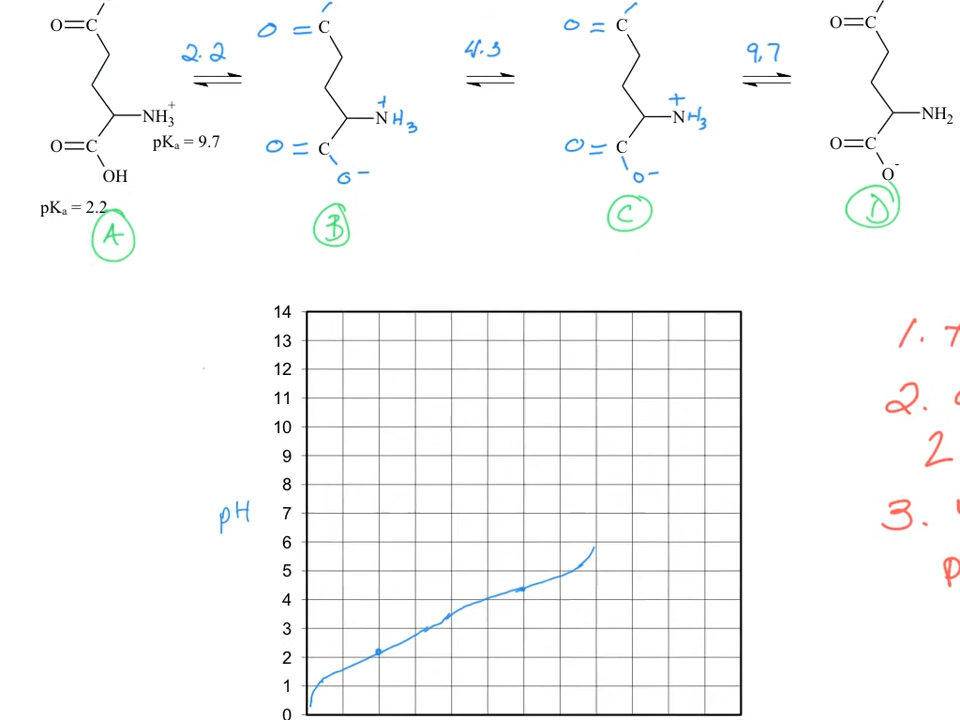 O=C O=C O=C O=C
2.2 4.3 9.7
NH3+ NH3+ NH3+ NH2
O=C O=C O=C O=C
pKa = 9.7
OH O- O- O-
pKa = 2.2
A B C D
14
13
12
11
10
9
8
7
6
5
4
3
2
1
0
pH
1.
2.
2
3.
P